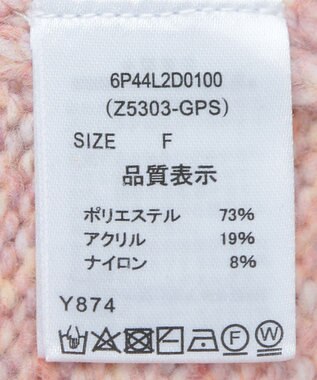 6P44L2D0100
(Z5303-GPS)
SIZE F
品質表示
ポリエステル 73%
アクリル 19%
ナイロン 8%
Y874
F W